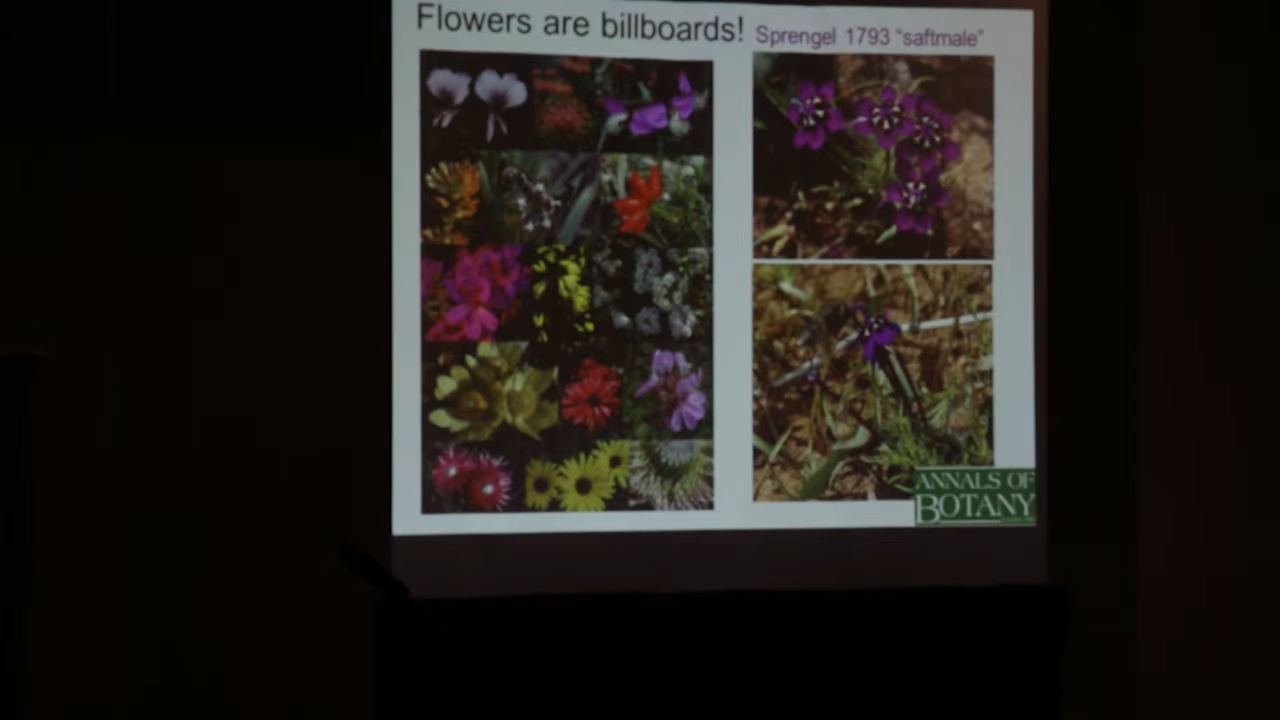 Flowers are billboards! Sprengel 1793 “saftmale”
ANNALS OF
BOTANY